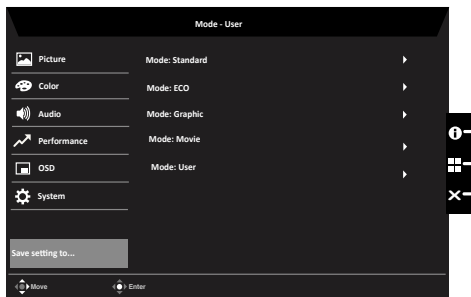 Mode - User
Picture
Color
Audio
Performance
OSD
System
Save setting to...
Mode: Standard
Mode: ECO
Mode: Graphic
Mode: Movie
Mode: User
Move
Enter